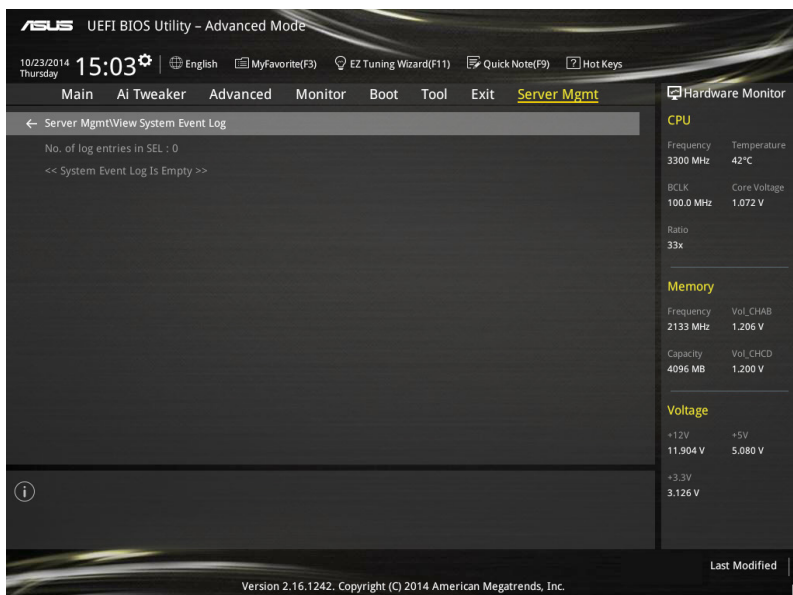 ASUS UEFI BIOS Utility – Advanced Mode
10/23/2014 Thursday 15:03 English MyFavorite(F3) EZ Tuning Wizard(F11) Quick Note(F9) ? Hot Keys
Main Ai Tweaker Advanced Monitor Boot Tool Exit Server Mgmt
← Server Mgmt\View System Event Log
No. of log entries in SEL : 0
<< System Event Log Is Empty >>
Hardware Monitor
CPU
Frequency Temperature
3300 MHz 42°C
BCLK Core Voltage
100.0 MHz 1.072 V
Ratio
33x
Memory
Frequency Vol_CHAB
2133 MHz 1.206 V
Capacity Vol_CHCD
4096 MB 1.200 V
Voltage
+12V +5V
11.904 V 5.080 V
+3.3V
3.126 V
i
Last Modified
Version 2.16.1242. Copyright (C) 2014 American Megatrends, Inc.